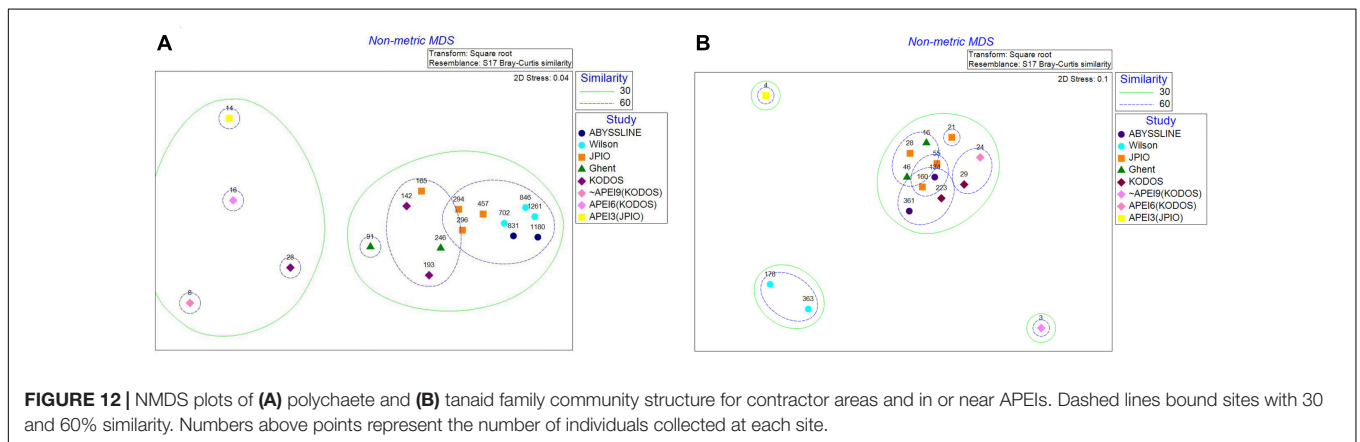 A
Non-metric MDS
Transform: Square root
Resemblance: S17 Bray-Curtis similarity
2D Stress: 0.04
Similarity
30
60
Study
ABYSSLINE
Wilson
JPIO
Ghent
KODOS
~APEI9(KODOS)
APEI6(KODOS)
APEI3(JPIO)
14
16
28
6
91
142
165
246
193
294
296
457
702
846
1261
831
1180
B
Non-metric MDS
Transform: Square root
Resemblance: S17 Bray-Curtis similarity
2D Stress: 0.1
Similarity
30
60
Study
ABYSSLINE
Wilson
JPIO
Ghent
KODOS
~APEI9(KODOS)
APEI6(KODOS)
APEI3(JPIO)
4
16
21
28
55
24
46
134
29
160
223
361
363
3
FIGURE 12 | NMDS plots of (A) polychaete and (B) tanaid family community structure for contractor areas and in or near APEIs. Dashed lines bound sites with 30
and 60% similarity. Numbers above points represent the number of individuals collected at each site.